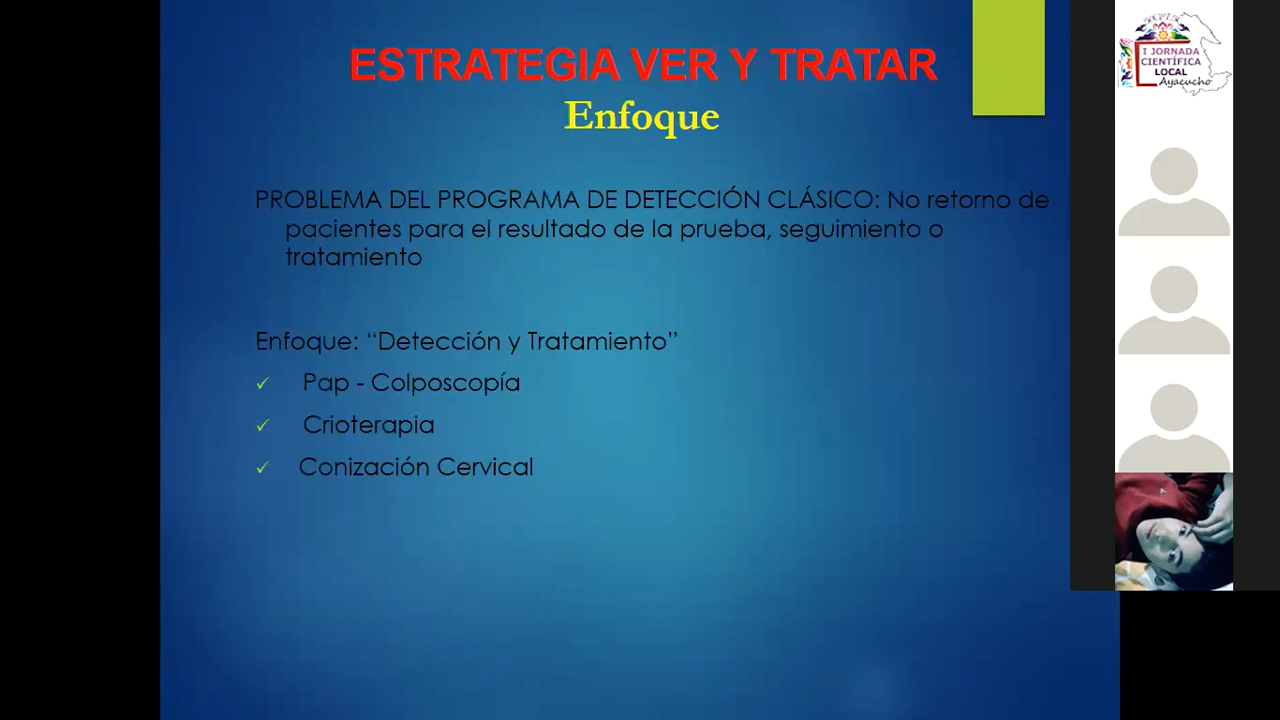 ESTRATEGIA VER Y TRATAR
Enfoque
PROBLEMA DEL PROGRAMA DE DETECCIÓN CLÁSICO: No retorno de
pacientes para el resultado de la prueba, seguimiento o
tratamiento
Enfoque: “Detección y Tratamiento”
Pap - Colposcopía
Crioterapia
Conización Cervical
I JORNADA
CIENTÍFICA
LOCAL
Ayacucho